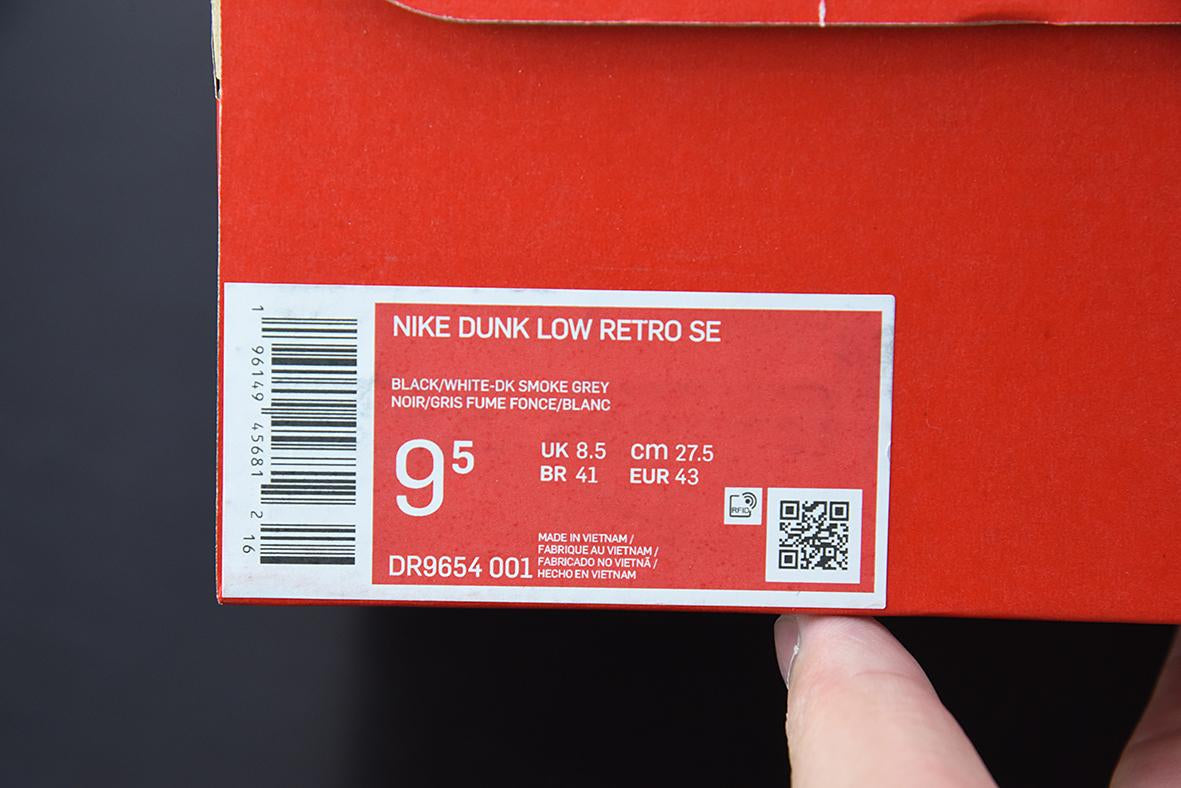 NIKE DUNK LOW RETRO SE
BLACK/WHITE-DK SMOKE GREY
NOIR/GRIS FUME FONCE/BLANC
9⁵
UK 8.5 cm 27.5
BR 41 EUR 43
RFID
MADE IN VIETNAM /
FABRIQUE AU VIETNAM /
FABRICADO NO VIETNÃ /
HECHO EN VIETNAM
DR9654 001
1 96149 45681 2 16